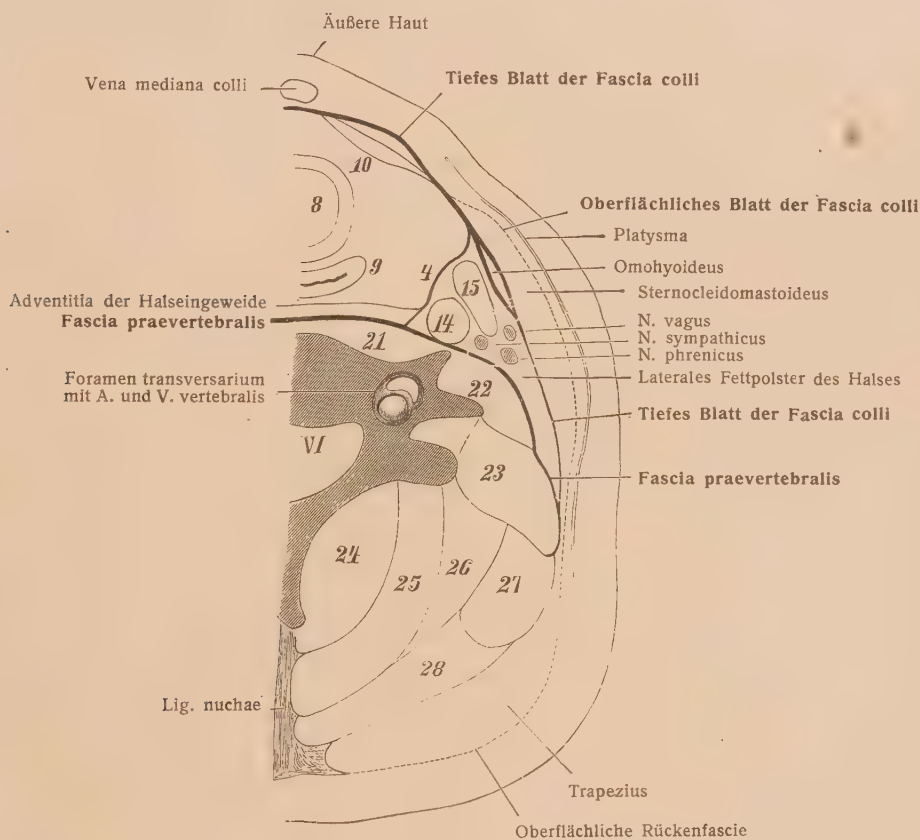 Äußere Haut
Vena mediana colli
Tiefes Blatt der Fascia colli
10
8
Oberflächliches Blatt der Fascia colli
Platysma
9
4
15
Omohyoideus
Sternocleidomastoideus
Adventitia der Halseingeweide
Fascia praevertebralis
14
N. vagus
N. sympathicus
N. phrenicus
21
Foramen transversarium
mit A. und V. vertebralis
22
Laterales Fettpolster des Halses
Tiefes Blatt der Fascia colli
VI
23
Fascia praevertebralis
24
25
26
27
28
Lig. nuchae
Trapezius
Oberflächliche Rückenfascie